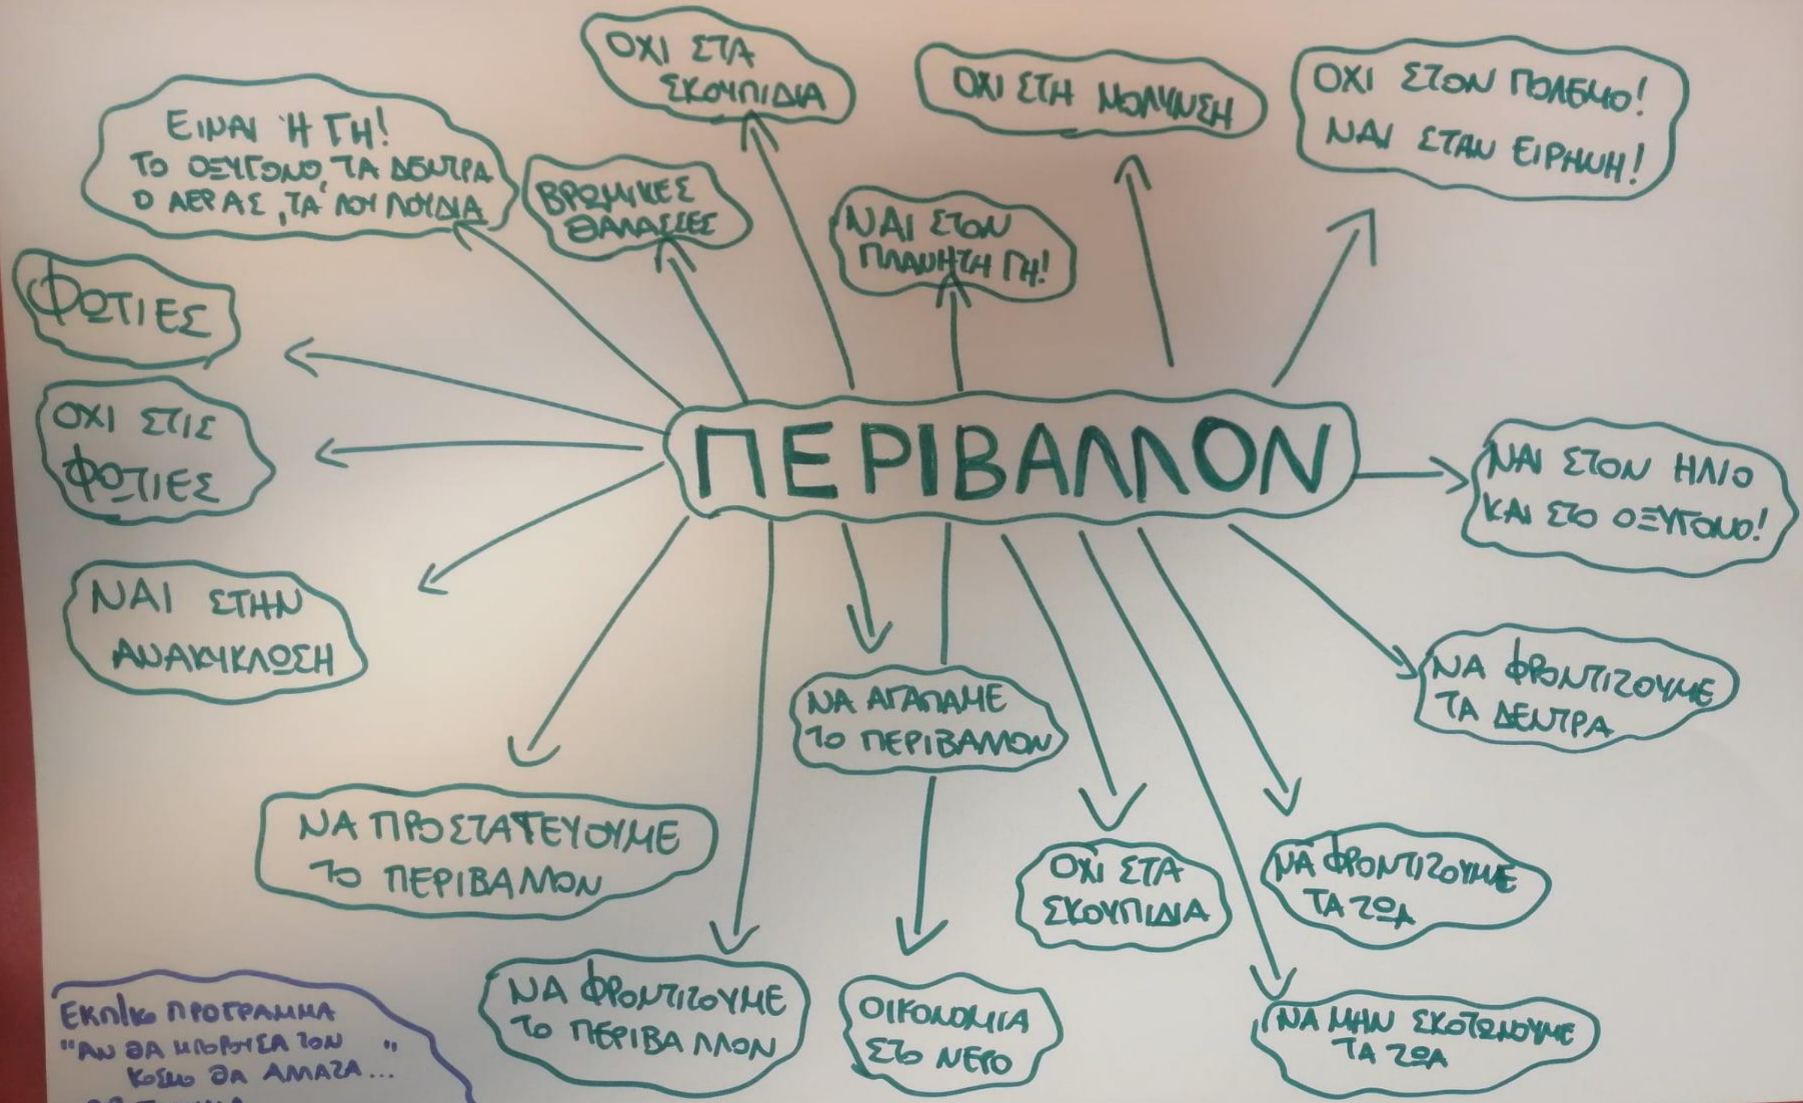 ΟΧΙ ΣΤΑ
ΣΚΟΥΠΙΔΙΑ
ΟΧΙ ΣΤΗ ΜΟΛΥΝΣΗ
ΟΧΙ ΣΤΟΝ ΠΟΛΕΜΟ!
ΝΑΙ ΣΤΑΝ ΕΙΡΗΝΗ!
ΕΙΝΑΙ Ή ΓΗ!
ΤΟ ΟΞΥΓΟΝΟ, ΤΑ ΔΕΝΤΡΑ
Ο ΑΕΡΑΣ, ΤΑ ΛΟΥΛΟΥΔΙΑ
ΒΡΩΜΙΚΕΣ
ΘΑΛΑΣΣΕΣ
ΝΑΙ ΣΤΟΝ
ΠΛΑΝΗΤΗ ΓΗ!
ΦΩΤΙΕΣ
ΟΧΙ ΣΤΙΣ
ΦΩΤΙΕΣ
ΠΕΡΙΒΑΛΛΟΝ
ΝΑΙ ΣΤΟΝ ΗΛΙΟ
ΚΑΙ ΣΤΟ ΟΞΥΓΟΝΟ!
ΝΑΙ ΣΤΗΝ
ΑΝΑΚΥΚΛΩΣΗ
ΝΑ ΑΓΑΠΑΜΕ
ΤΟ ΠΕΡΙΒΑΛΛΟΝ
ΝΑ ΦΡΟΝΤΙΖΟΥΜΕ
ΤΑ ΔΕΝΤΡΑ
ΝΑ ΠΡΟΣΤΑΤΕΥΟΥΜΕ
ΤΟ ΠΕΡΙΒΑΛΛΟΝ
ΟΧΙ ΣΤΑ
ΣΚΟΥΠΙΔΙΑ
ΝΑ ΦΡΟΝΤΙΖΟΥΜΕ
ΤΑ ΖΩΑ
ΝΑ ΦΡΟΝΤΙΖΟΥΜΕ
ΤΟ ΠΕΡΙΒΑΛΛΟΝ
ΟΙΚΟΝΟΜΙΑ
ΣΤΟ ΝΕΡΟ
ΝΑ ΜΗΝ ΣΚΟΤΩΝΟΥΜΕ
ΤΑ ΖΩΑ
ΕΚΠ/ΚΟ ΠΡΟΓΡΑΜΜΑ
"ΑΝ ΘΑ ΜΠΟΡΟΥΣΑ ΤΟΝ
ΚΟΣΜΟ ΘΑ ΑΛΛΑΖΑ..."